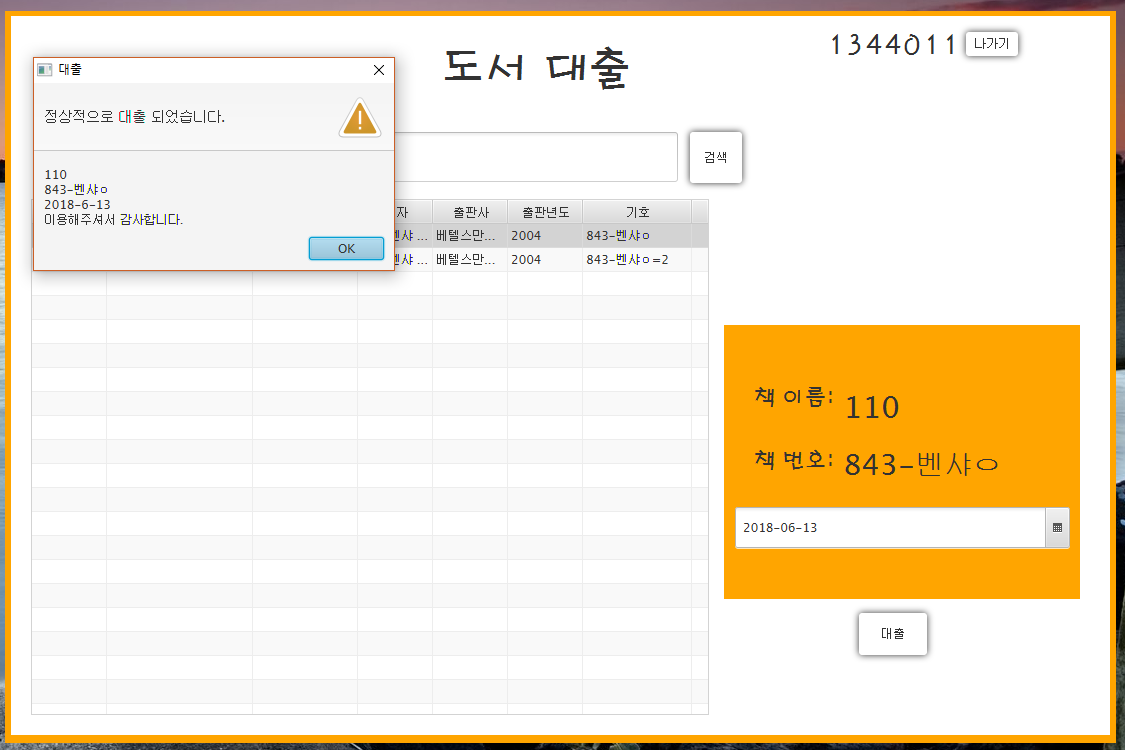 도서 대출
1344011 나가기
대출
정상적으로 대출 되었습니다.
110
843-벤샤ㅇ
2018-6-13
이용해주셔서 감사합니다.
OK
검색
자 출판사 출판년도 기호
벤샤 ... 베텔스만... 2004 843-벤샤ㅇ
벤샤 ... 베텔스만... 2004 843-벤샤ㅇ=2
책 이름: 110
책 번호: 843-벤샤ㅇ
2018-06-13
대출